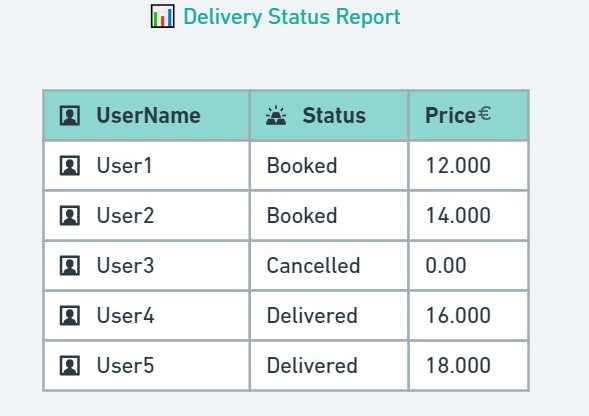 Delivery Status Report
UserName Status Price€
User1 Booked 12.000
User2 Booked 14.000
User3 Cancelled 0.00
User4 Delivered 16.000
User5 Delivered 18.000